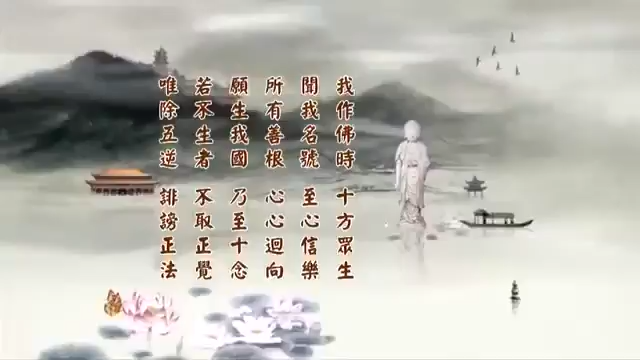 我作佛時 十方眾生
聞我名號 至心信樂
所有善根 心心迴向
願生我國 乃至十念
若不生者 不取正覺
唯除五逆 誹謗正法